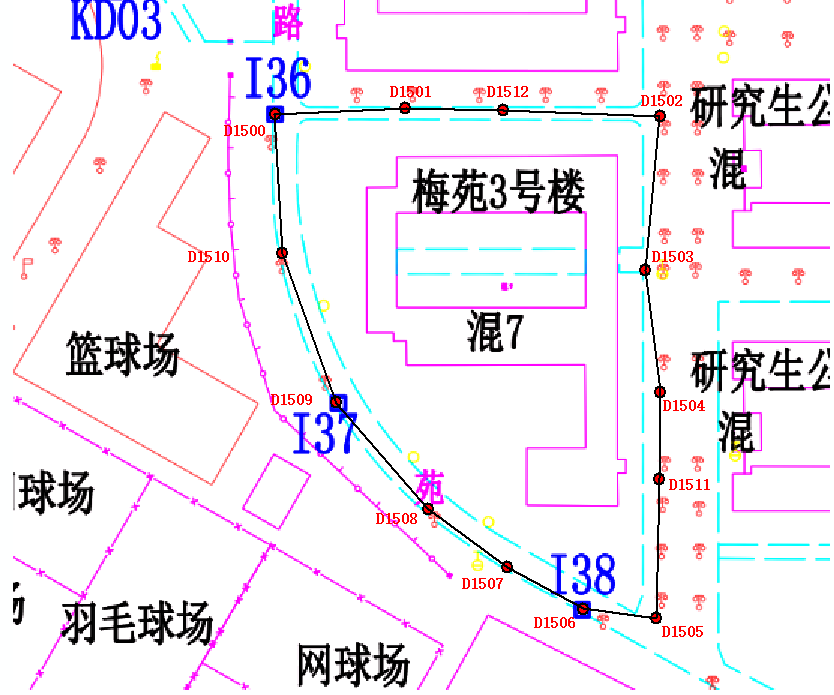 KD03
路
I36
D1501
D1512
D1502
研究生公
D1500
混
梅苑3号楼
D1510
D1503
混7
篮球场
研究生公
D1509
D1504
I37
混
球场
苑
D1511
D1508
I38
D1507
羽毛球场
D1506
D1505
网球场